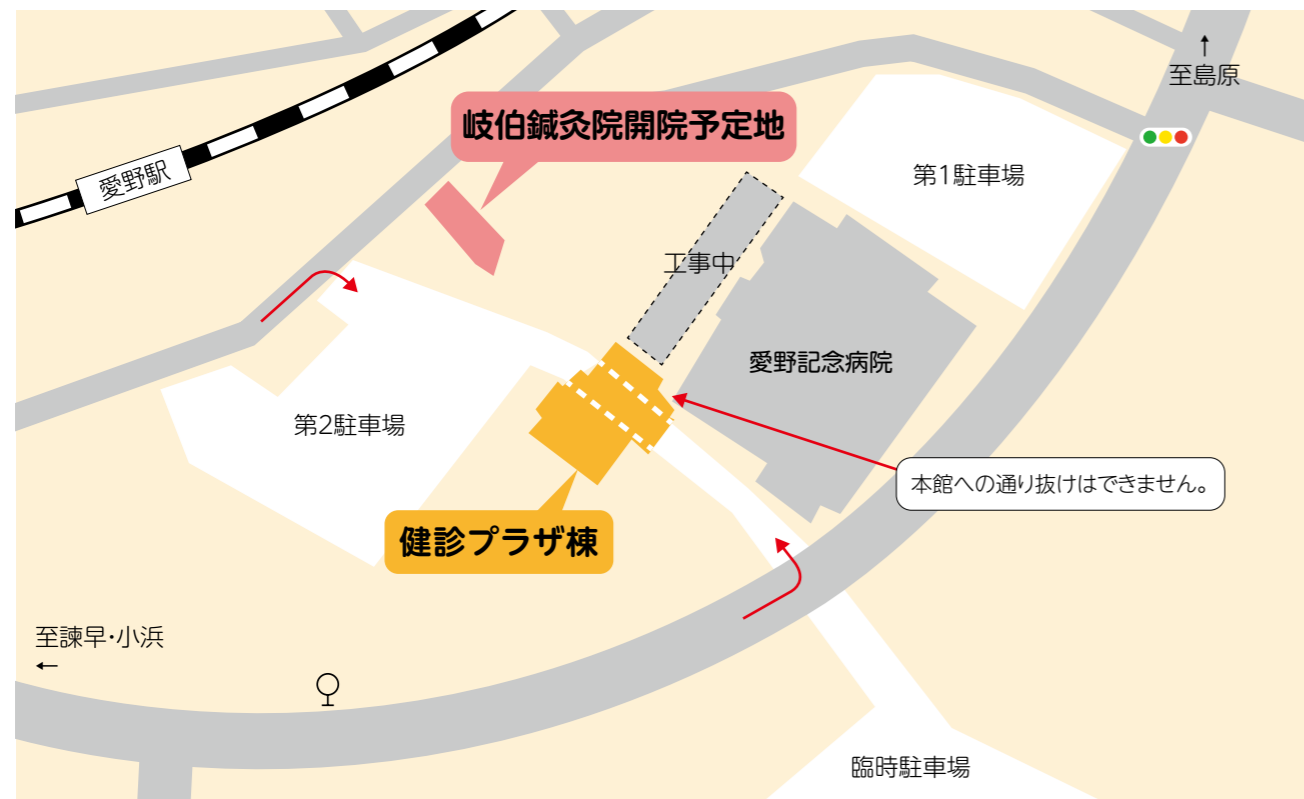 ↑
至島原
岐伯鍼灸院開院予定地
愛野駅
第1駐車場
工事中
愛野記念病院
第2駐車場
本館への通り抜けはできません。
健診プラザ棟
至諫早・小浜
←
臨時駐車場